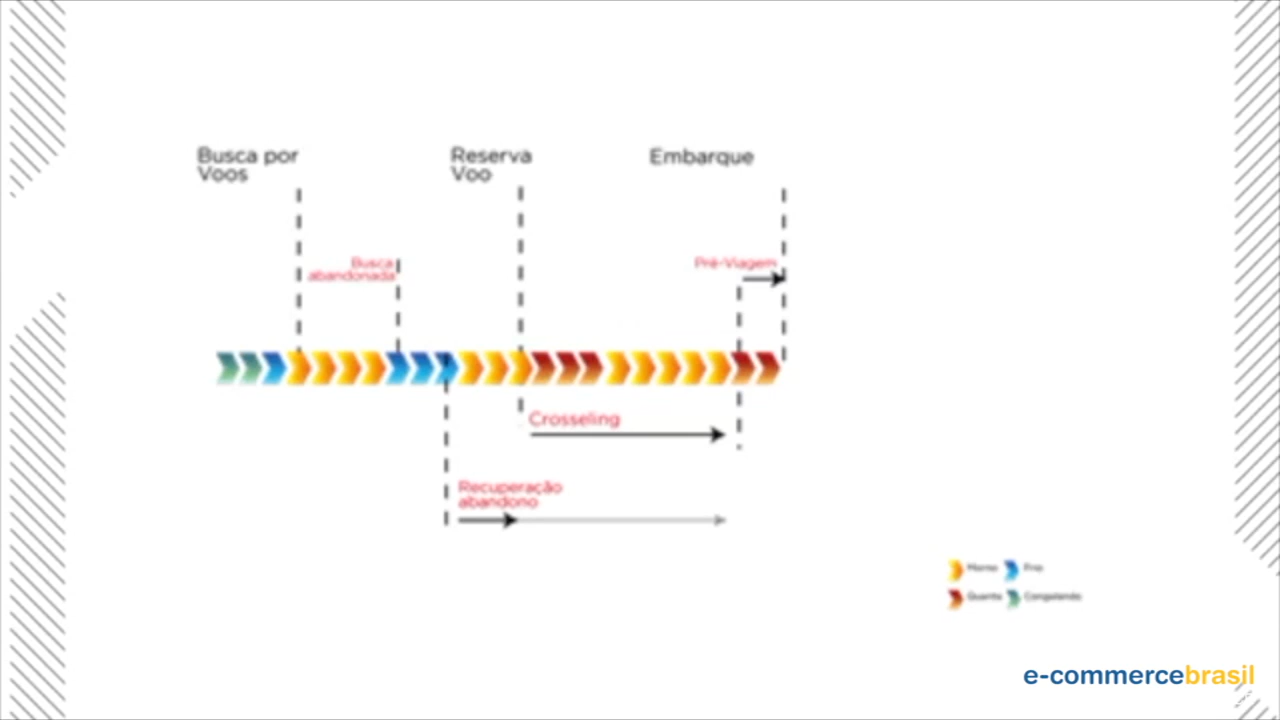 Busca por
Voos
Reserva
Voo
Embarque
Busca
abandonada
Pré-Viagem
Crosseling
Recuperação
abandono
Morno
Frio
Quente
Congelando
e-commercebrasil